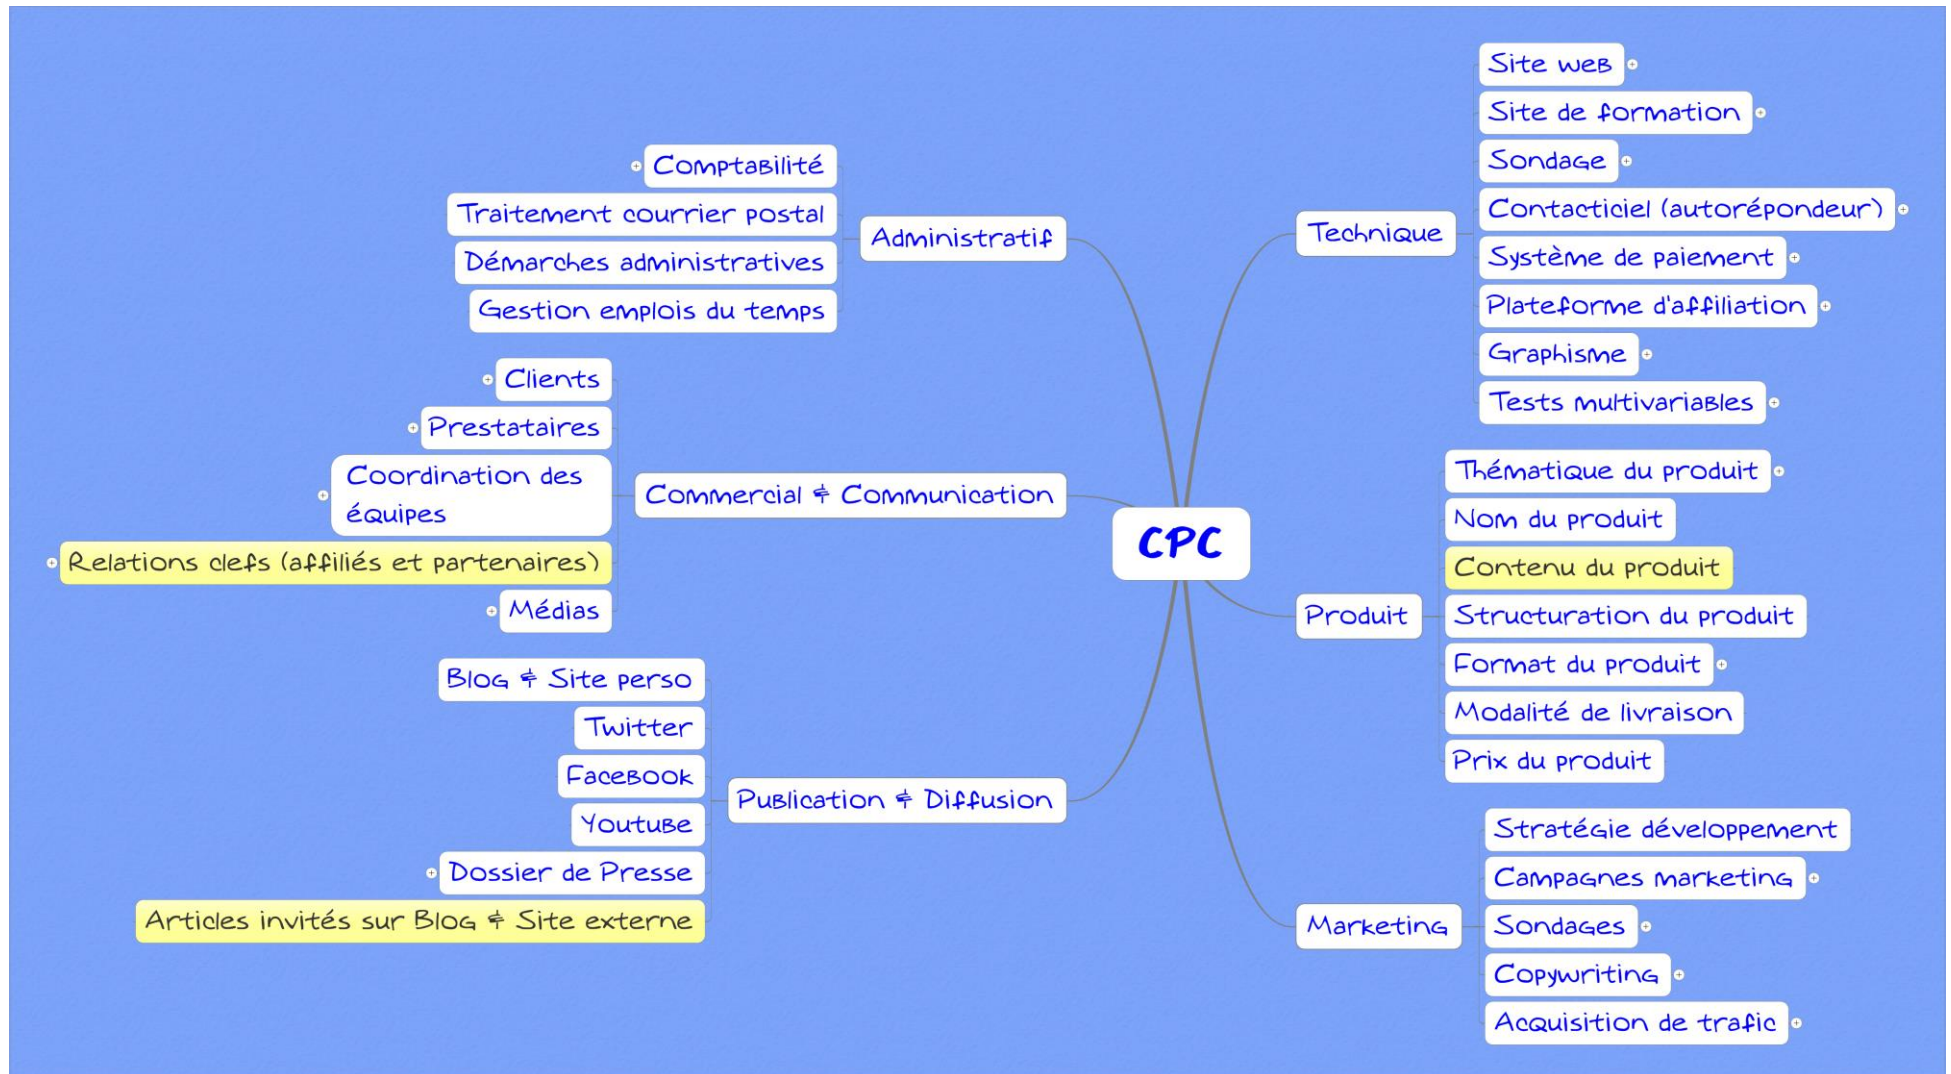 CPC
Technique
Site web
Site de formation
Sondage
Contacticiel (autorépondeur)
Système de paiement
Plateforme d'affiliation
Graphisme
Tests multivariables
Produit
Thématique du produit
Nom du produit
Contenu du produit
Structuration du produit
Format du produit
Modalité de livraison
Prix du produit
Marketing
Stratégie développement
Campagnes marketing
Sondages
Copywriting
Acquisition de trafic
Administratif
Comptabilité
Traitement courrier postal
Démarches administratives
Gestion emplois du temps
Commercial & Communication
Clients
Prestataires
Coordination des
équipes
Relations clefs (affiliés et partenaires)
Médias
Publication & Diffusion
Blog & Site perso
Twitter
Facebook
Youtube
Dossier de Presse
Articles invités sur Blog & Site externe